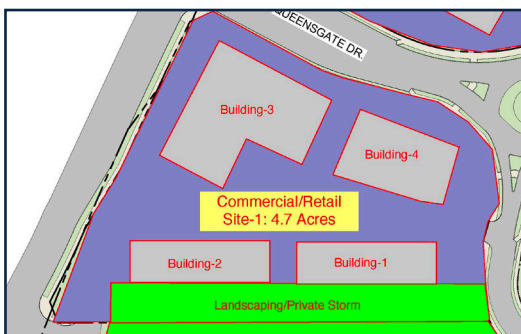 QUEENSGATE DR.
Building-3
Building-4
Commercial/Retail
Site-1: 4.7 Acres
Building-2
Building-1
Landscaping/Private Storm